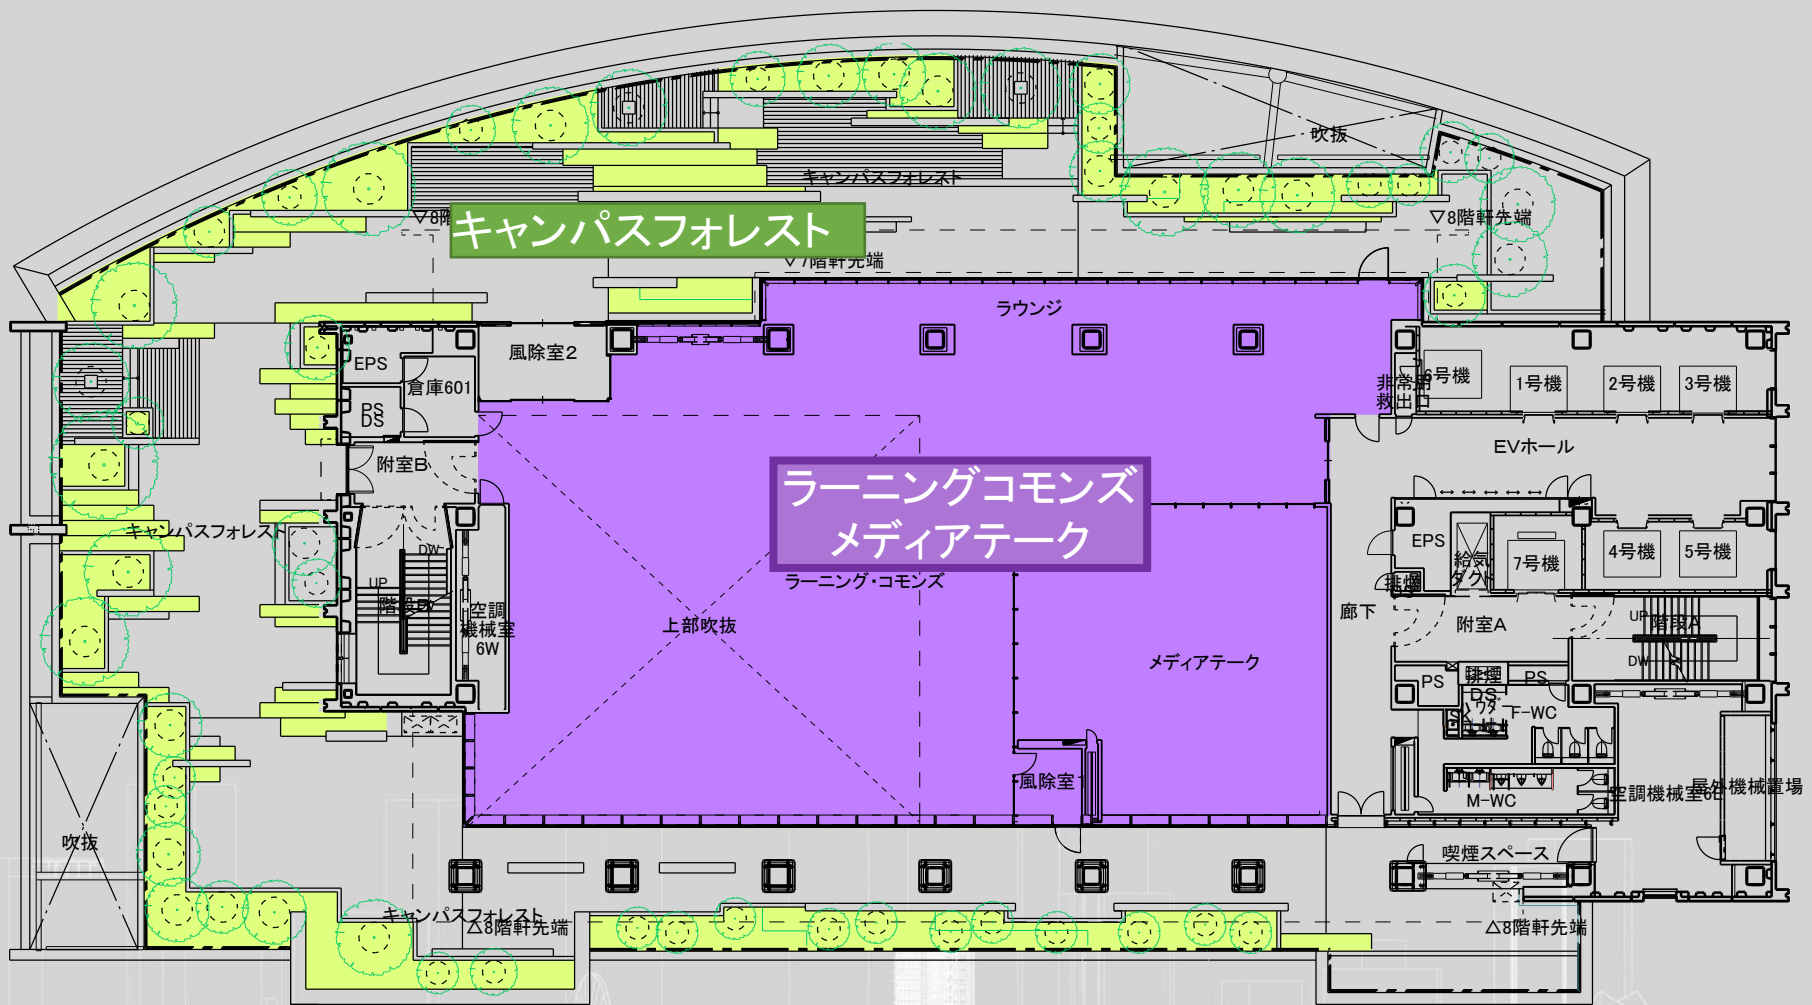 吹抜
キャンパスフォレスト
▽8階
キャンパスフォレスト
▽8階軒先端
▽7階軒先端
ラウンジ
風除室2
EPS
倉庫601
PS
DS
非常用
救出口
6号機
1号機
2号機
3号機
附室B
EVホール
ラーニングコモンズ
メディアテーク
キャンパスフォレスト
DW
UP
ラーニング・コモンズ
EPS
給気
ダクト
7号機
4号機
5号機
排煙
空調
機械室
6W
上部吹抜
廊下
附室A
UP
階段A
DW
メディアテーク
PS
排煙
DS
PS
F-WC
風除室1
M-WC
空調機械室6E
屋外機械置場
吹抜
喫煙スペース
キャンパスフォレスト
△8階軒先端
△8階軒先端